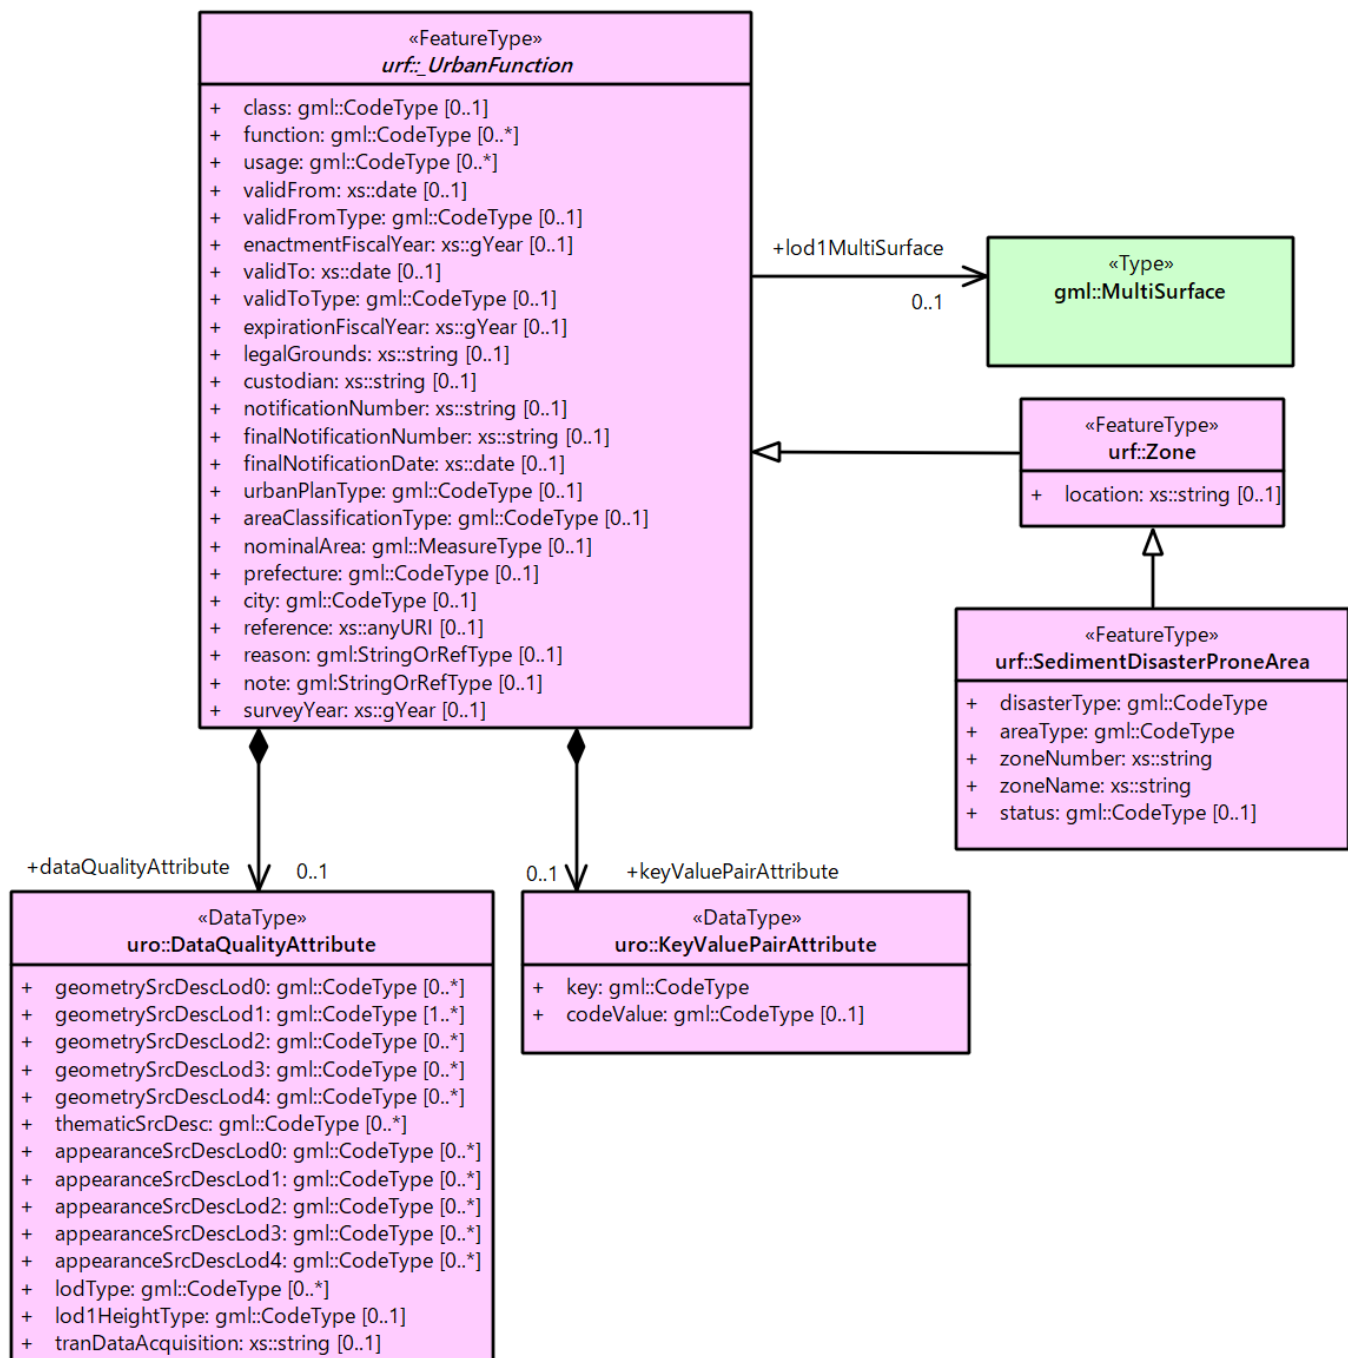 «FeatureType»
urf::_UrbanFunction
+ class: gml::CodeType [0..1]
+ function: gml::CodeType [0..*]
+ usage: gml::CodeType [0..*]
+ validFrom: xs::date [0..1]
+ validFromType: gml::CodeType [0..1]
+ enactmentFiscalYear: xs::gYear [0..1]
+ validTo: xs::date [0..1]
+ validToType: gml::CodeType [0..1]
+ expirationFiscalYear: xs::gYear [0..1]
+ legalGrounds: xs::string [0..1]
+ custodian: xs::string [0..1]
+ notificationNumber: xs::string [0..1]
+ finalNotificationNumber: xs::string [0..1]
+ finalNotificationDate: xs::date [0..1]
+ urbanPlanType: gml::CodeType [0..1]
+ areaClassificationType: gml::CodeType [0..1]
+ nominalArea: gml::MeasureType [0..1]
+ prefecture: gml::CodeType [0..1]
+ city: gml::CodeType [0..1]
+ reference: xs::anyURI [0..1]
+ reason: gml:StringOrRefType [0..1]
+ note: gml:StringOrRefType [0..1]
+ surveyYear: xs::gYear [0..1]
+lod1MultiSurface
0..1
«Type»
gml::MultiSurface
«FeatureType»
urf::Zone
+ location: xs::string [0..1]
«FeatureType»
urf::SedimentDisasterProneArea
+ disasterType: gml::CodeType
+ areaType: gml::CodeType
+ zoneNumber: xs::string
+ zoneName: xs::string
+ status: gml::CodeType [0..1]
+dataQualityAttribute
0..1
0..1
+keyValuePairAttribute
«DataType»
uro::DataQualityAttribute
+ geometrySrcDescLod0: gml::CodeType [0..*]
+ geometrySrcDescLod1: gml::CodeType [1..*]
+ geometrySrcDescLod2: gml::CodeType [0..*]
+ geometrySrcDescLod3: gml::CodeType [0..*]
+ geometrySrcDescLod4: gml::CodeType [0..*]
+ thematicSrcDesc: gml::CodeType [0..*]
+ appearanceSrcDescLod0: gml::CodeType [0..*]
+ appearanceSrcDescLod1: gml::CodeType [0..*]
+ appearanceSrcDescLod2: gml::CodeType [0..*]
+ appearanceSrcDescLod3: gml::CodeType [0..*]
+ appearanceSrcDescLod4: gml::CodeType [0..*]
+ lodType: gml::CodeType [0..*]
+ lod1HeightType: gml::CodeType [0..1]
+ tranDataAcquisition: xs::string [0..1]
«DataType»
uro::KeyValuePairAttribute
+ key: gml::CodeType
+ codeValue: gml::CodeType [0..1]